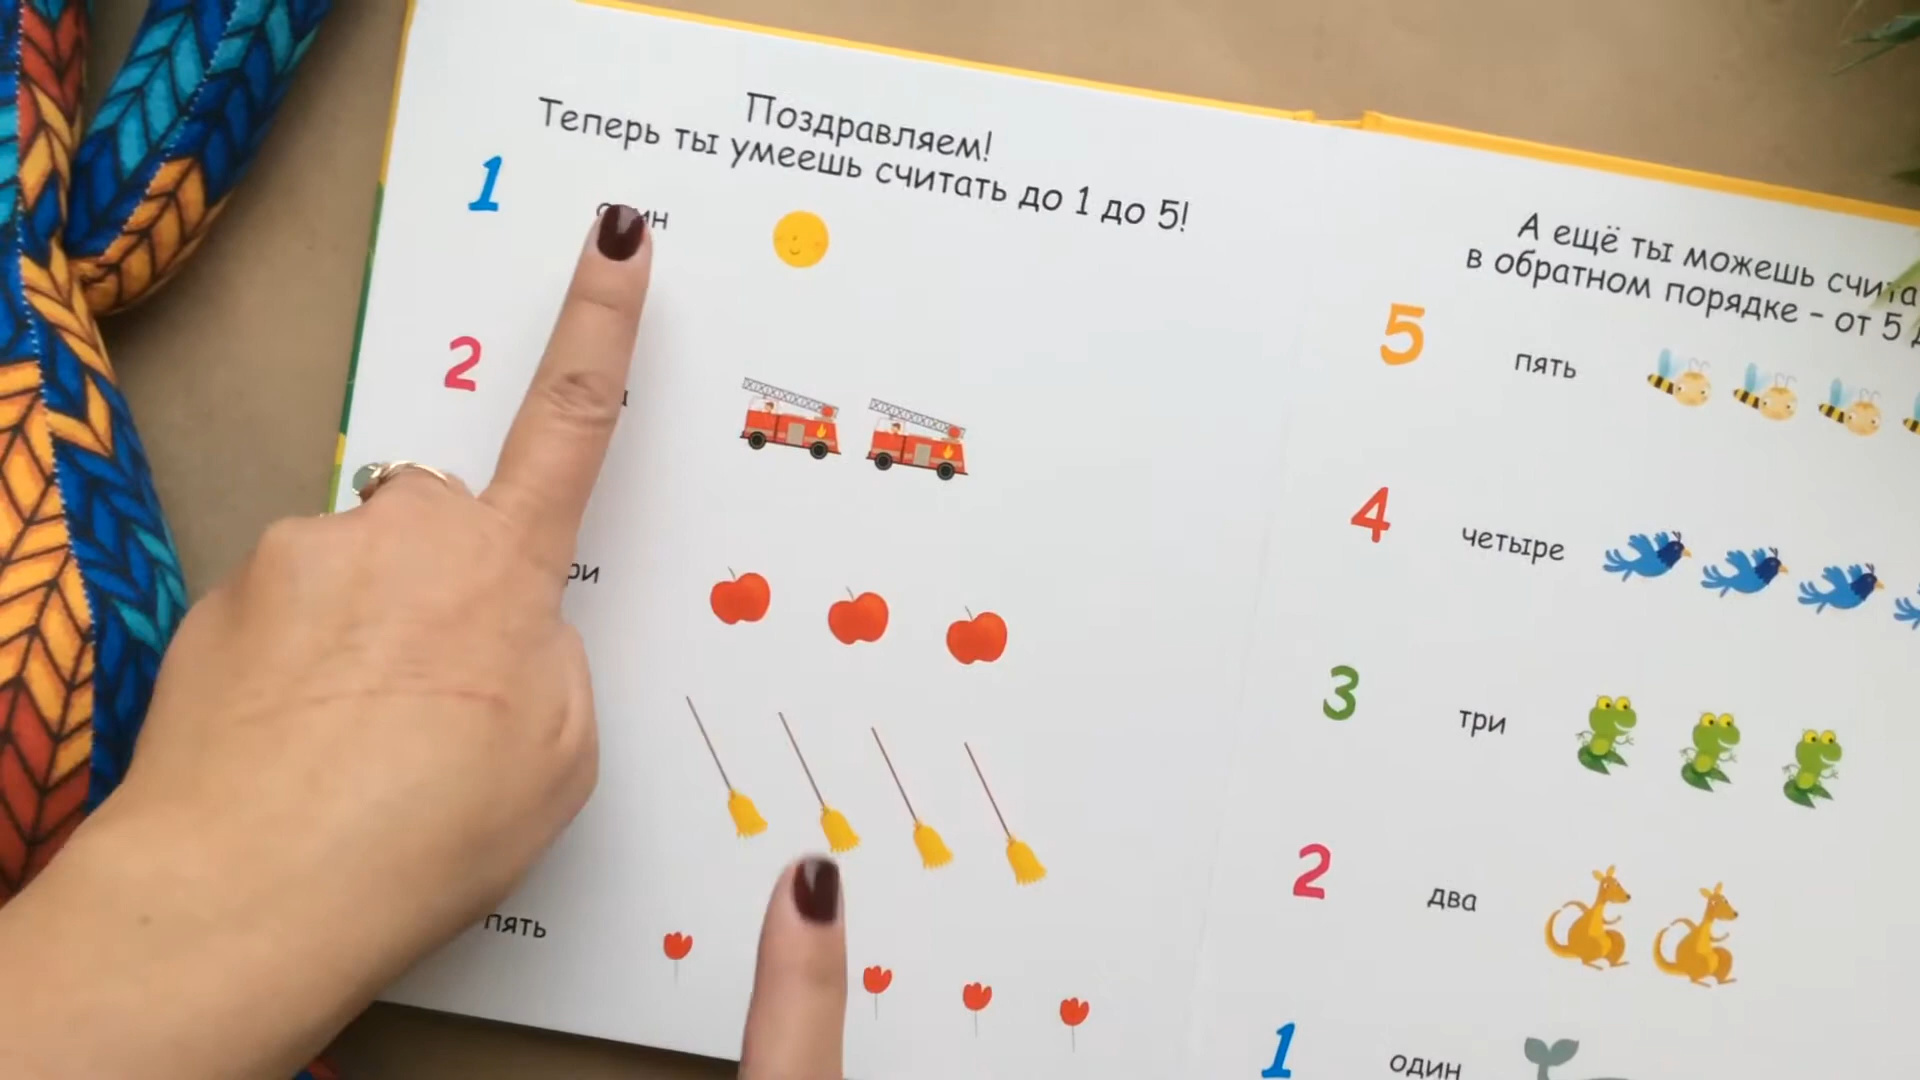 Поздравляем!
Теперь ты умеешь считать до 1 до 5!
1
2
пять
А ещё ты можешь
в обратном порядке - от 5
5 пять
4 четыре
3 три
2 два
1 один